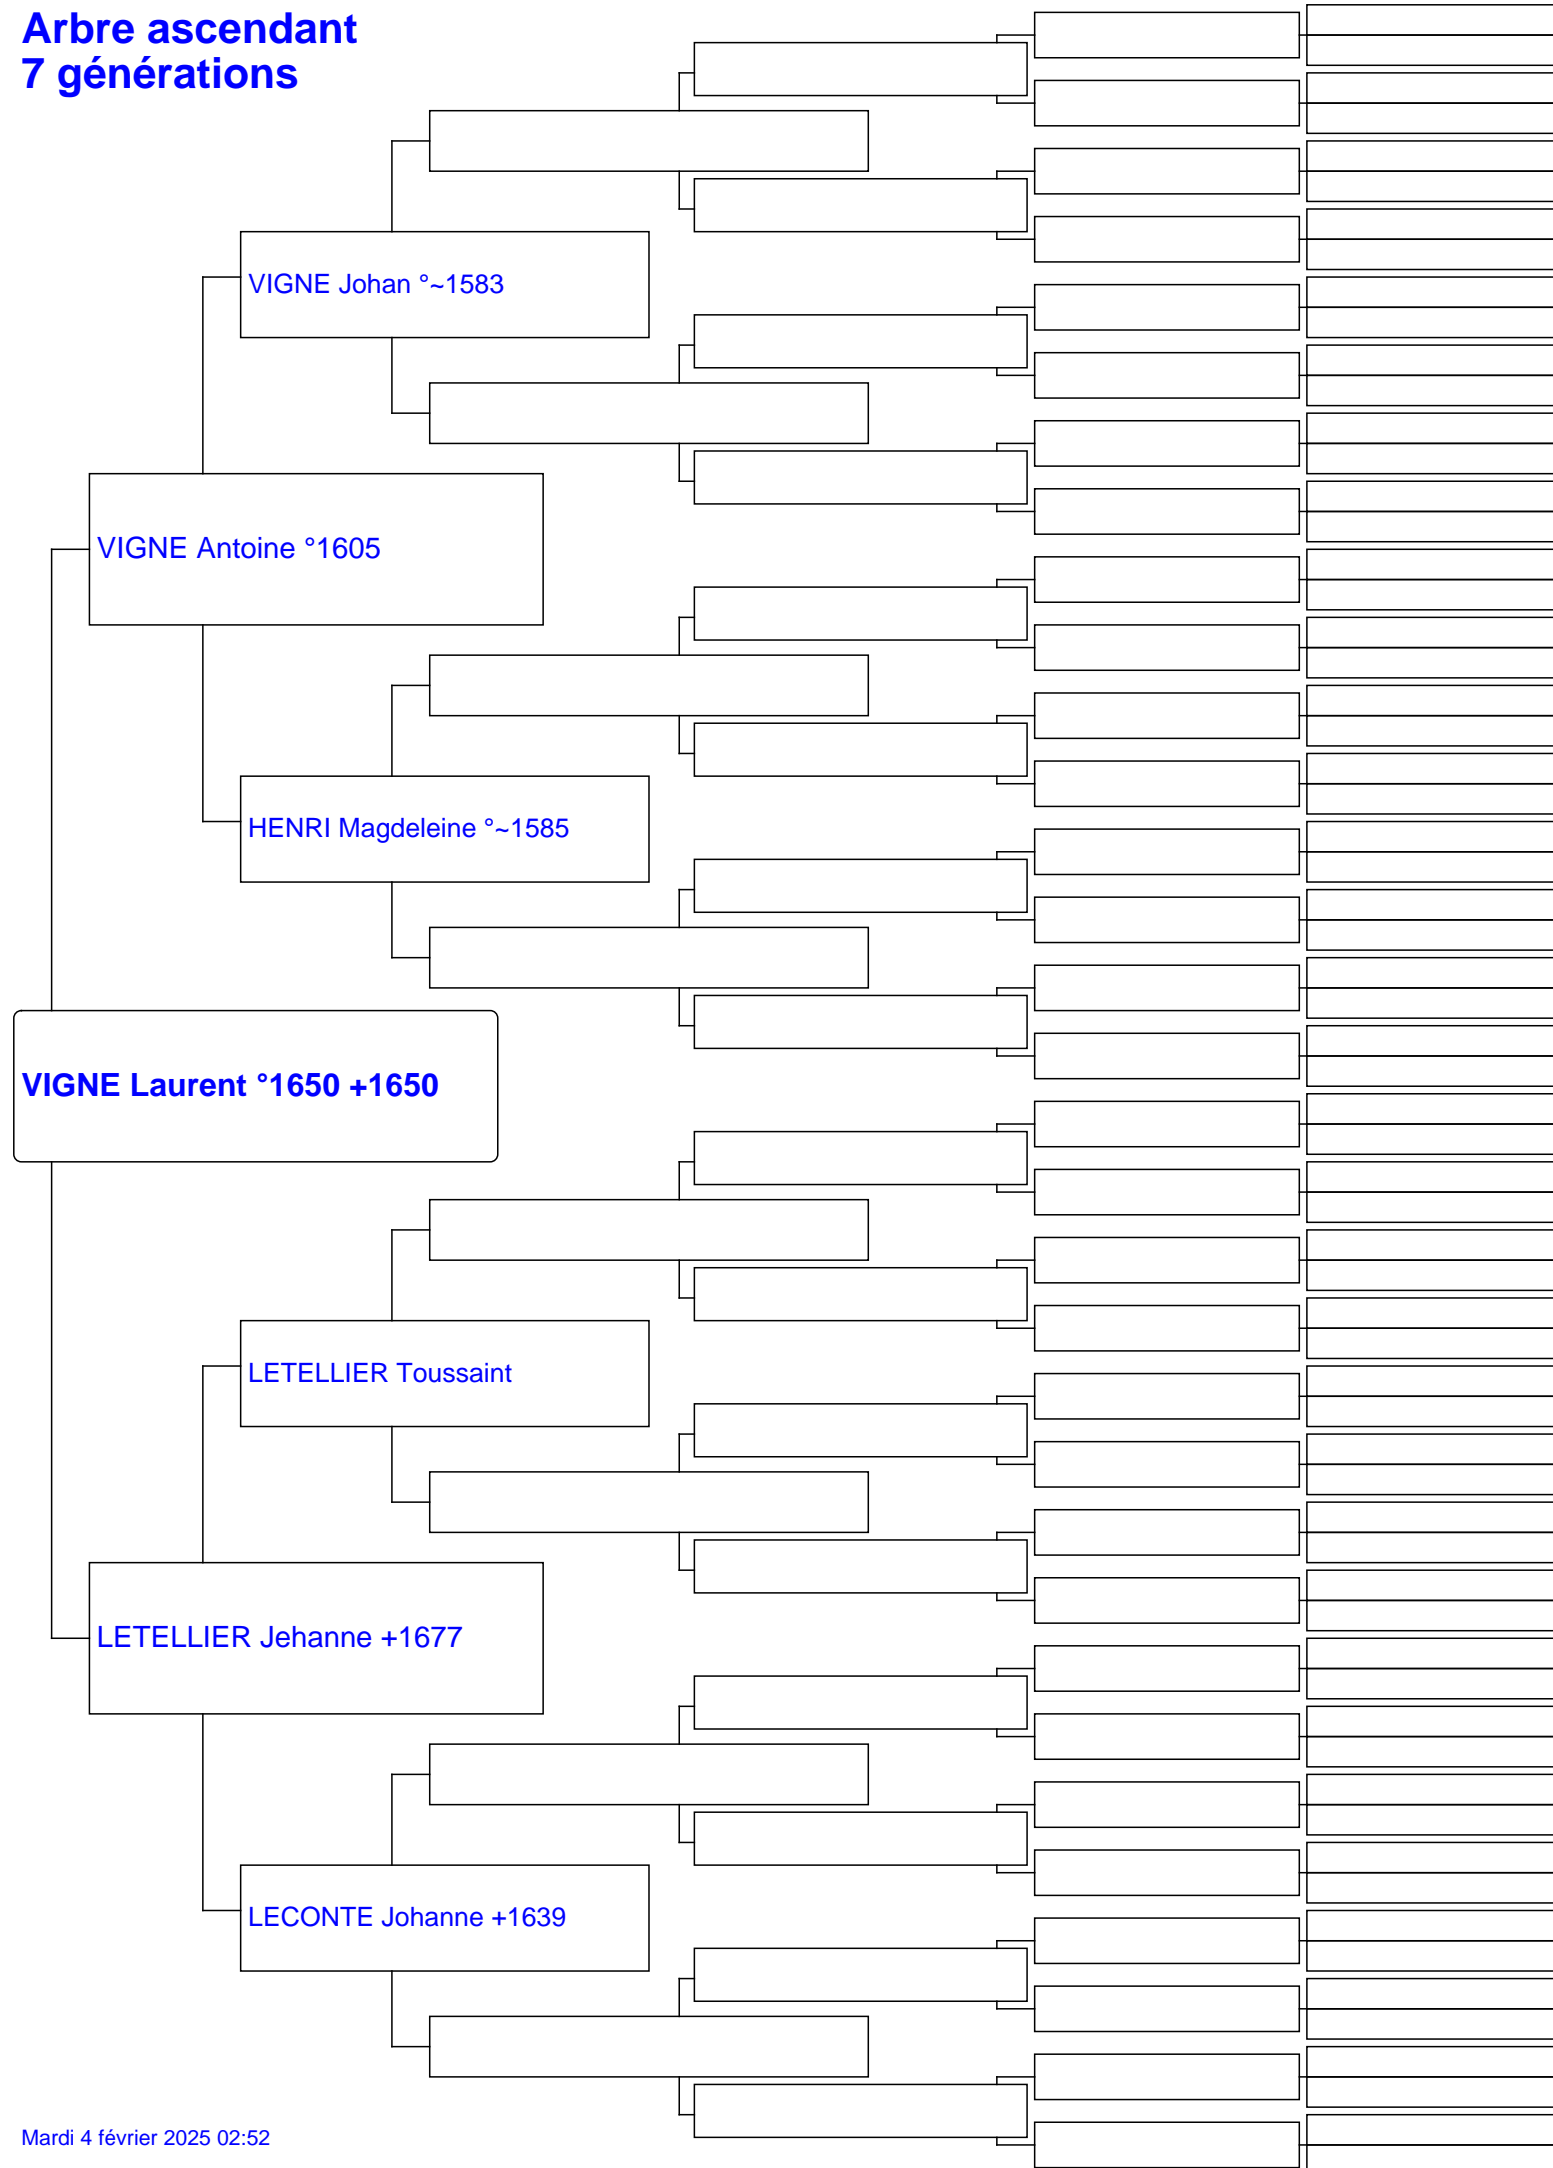 Arbre ascendant
7 générations
VIGNE Johan °~1583
VIGNE Antoine °1605
HENRI Magdeleine °~1585
VIGNE Laurent °1650 +1650
LETELLIER Toussaint
LETELLIER Jehanne +1677
LECONTE Johanne +1639
Mardi 4 février 2025 02:52